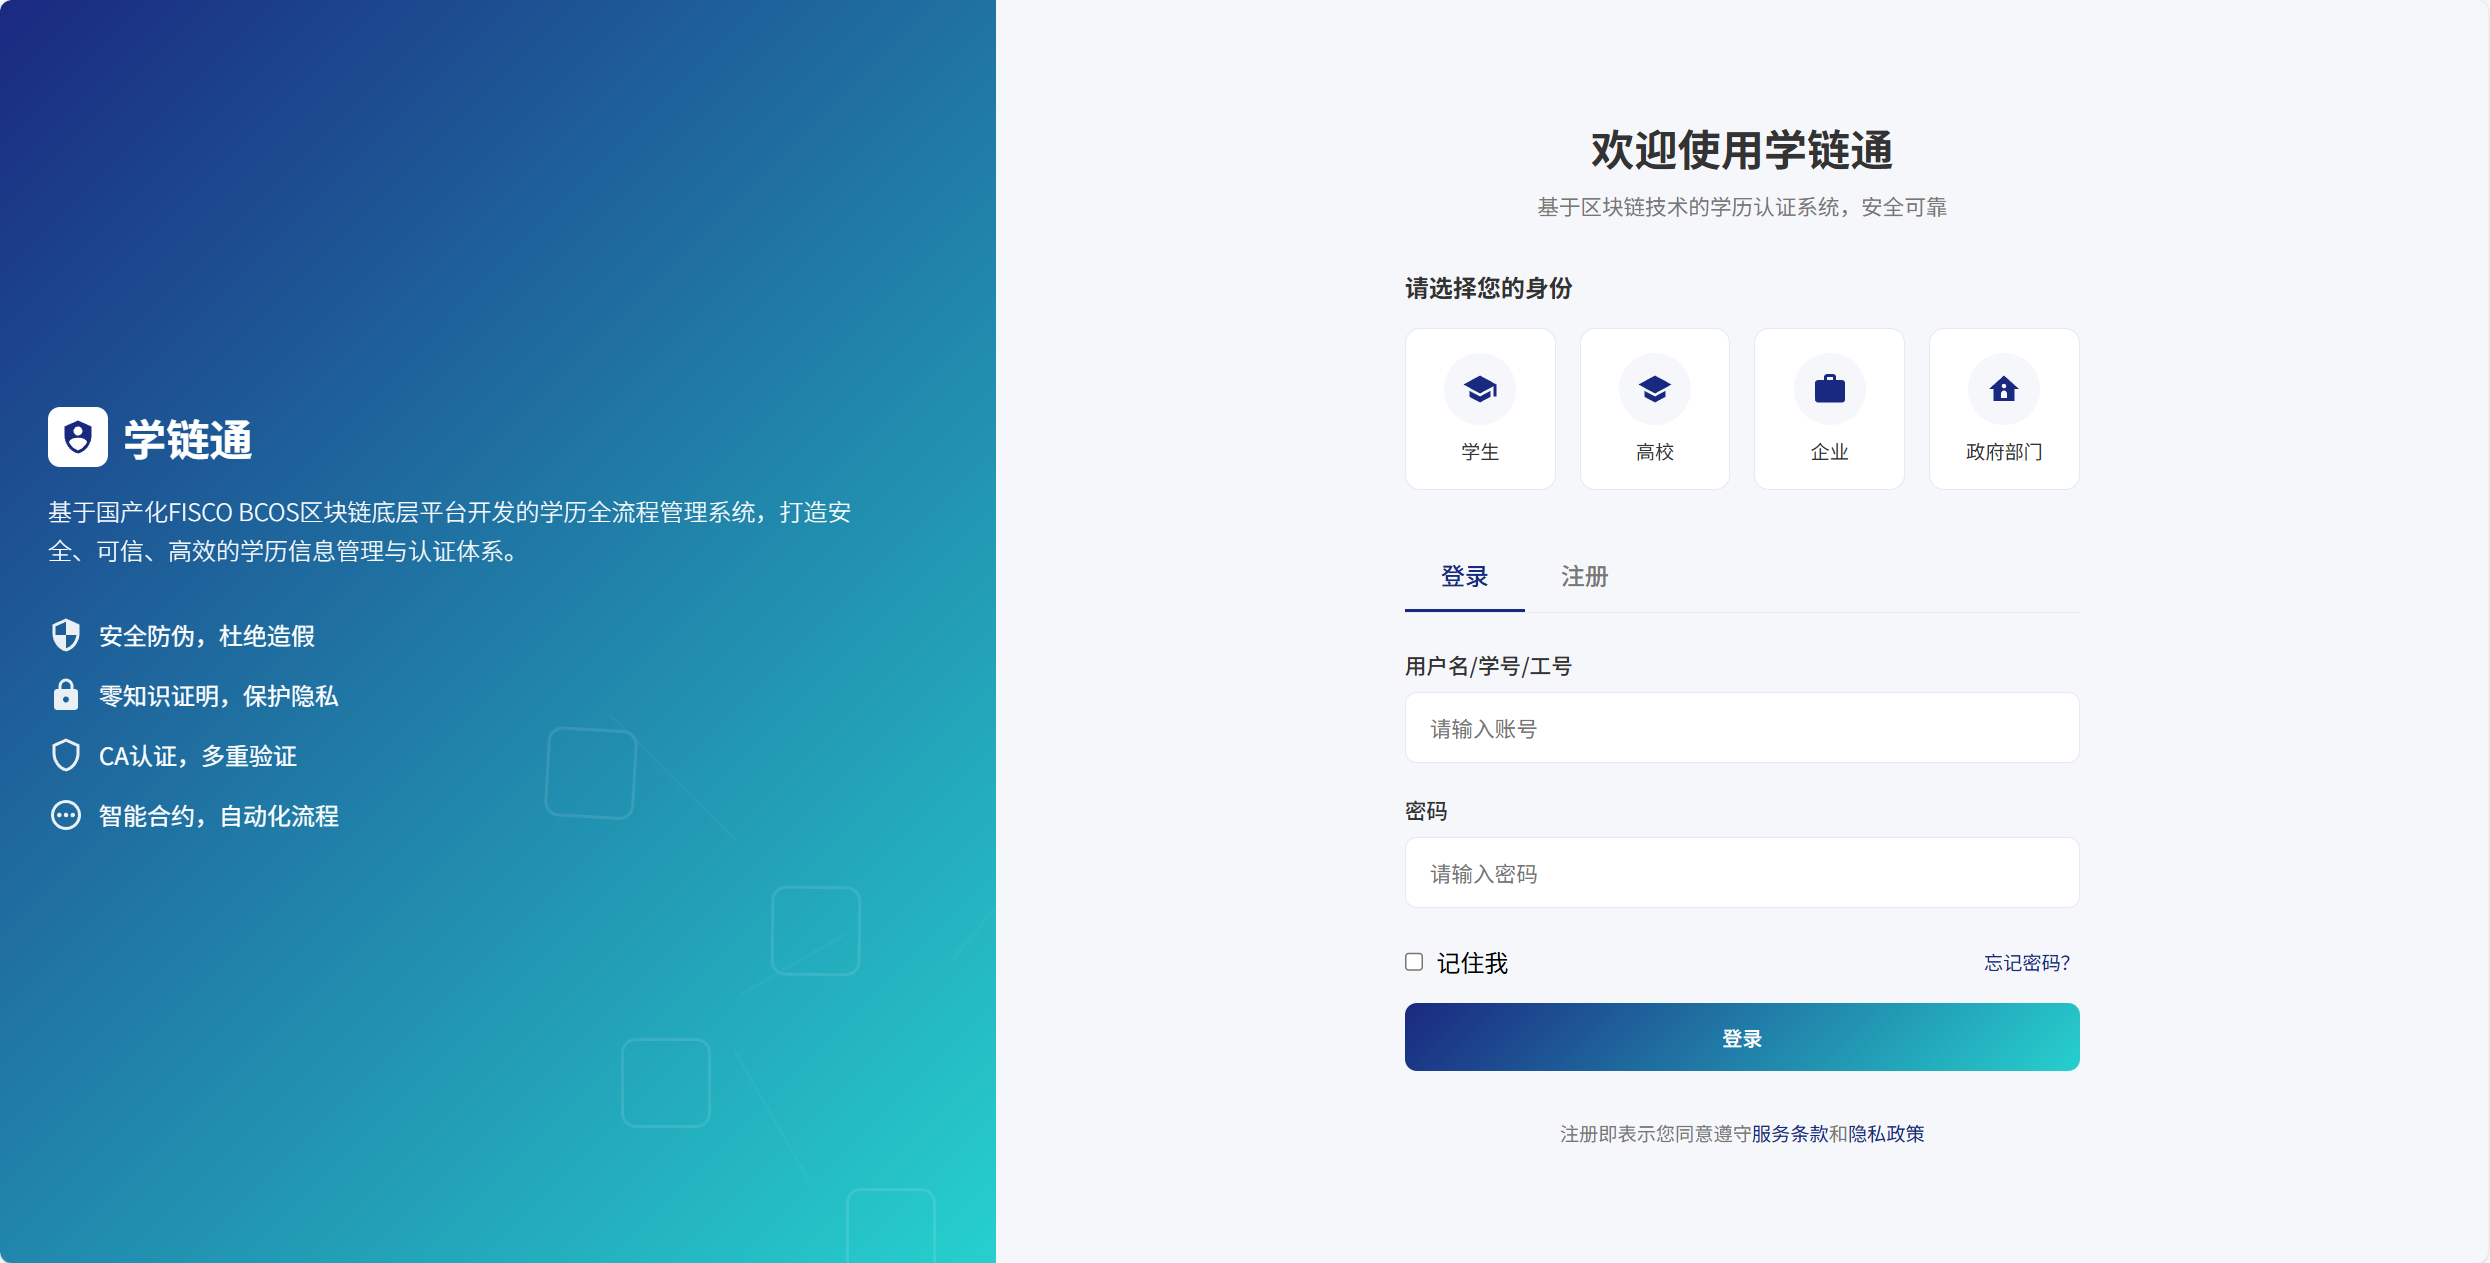 学链通
基于国产化FISCO BCOS区块链底层平台开发的学历全流程管理系统，打造安
全、可信、高效的学历信息管理与认证体系。
安全防伪，杜绝造假
零知识证明，保护隐私
CA认证，多重验证
智能合约，自动化流程
欢迎使用学链通
基于区块链技术的学历认证系统，安全可靠
请选择您的身份
学生
高校
企业
政府部门
登录
注册
用户名/学号/工号
请输入账号
密码
请输入密码
记住我
忘记密码？
登录
注册即表示您同意遵守服务条款和隐私政策